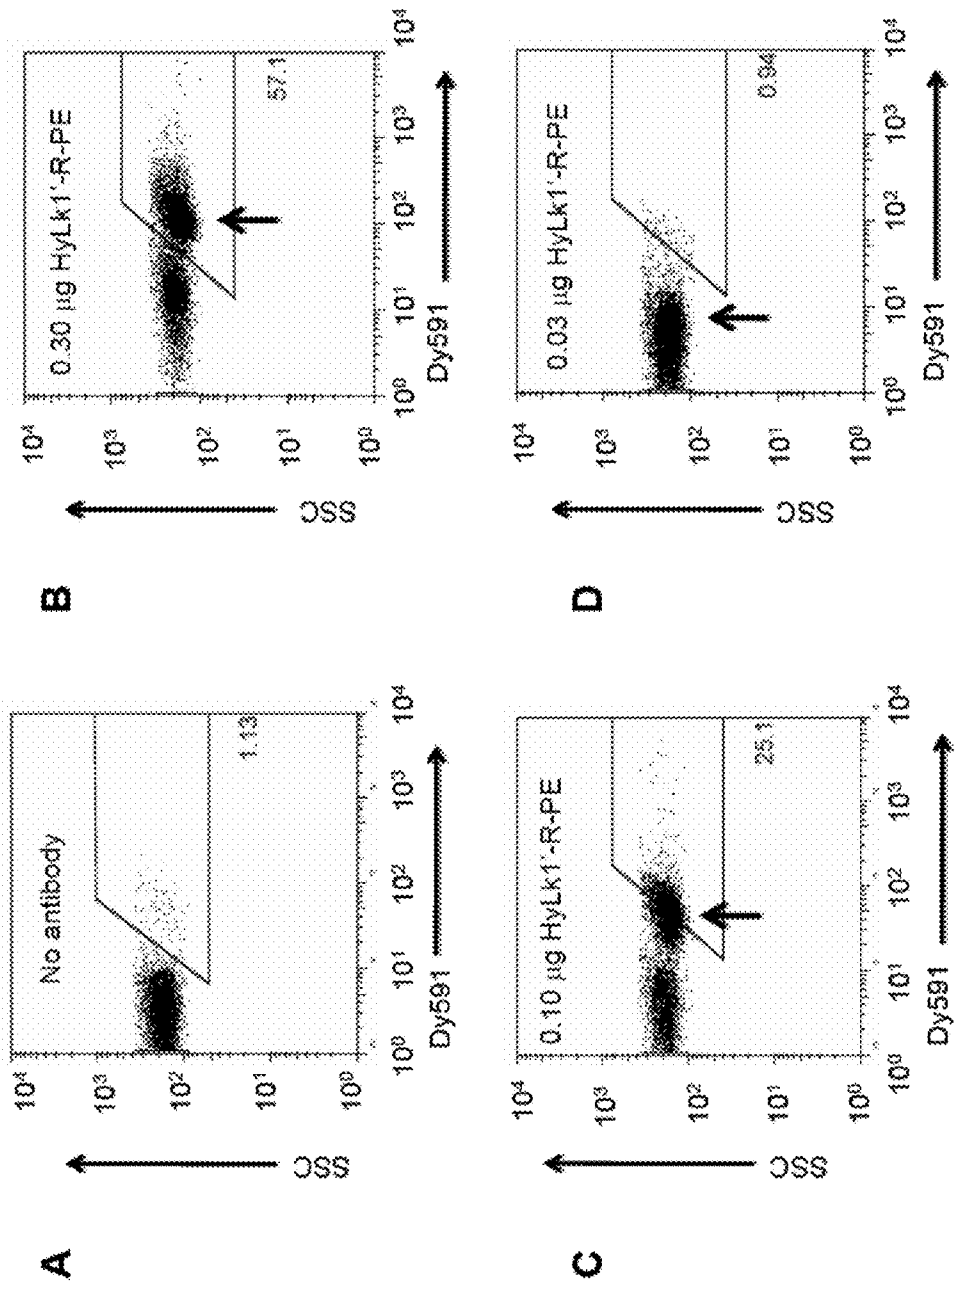 A
No antibody
10⁴
10³
10²
10¹
10⁰
SSC
1.13
10⁰
10¹
10²
10³
10⁴
Dy591
B
0.30 µg HyLk1'-R-PE
10⁴
10³
10²
10¹
10⁰
SSC
57.1
10⁰
10¹
10²
10³
10⁴
Dy591
C
0.10 µg HyLk1'-R-PE
10⁴
10³
10²
10¹
10⁰
SSC
25.1
10⁰
10¹
10²
10³
10⁴
Dy591
D
0.03 µg HyLk1'-R-PE
10⁴
10³
10²
10¹
10⁰
SSC
0.94
10⁰
10¹
10²
10³
10⁴
Dy591